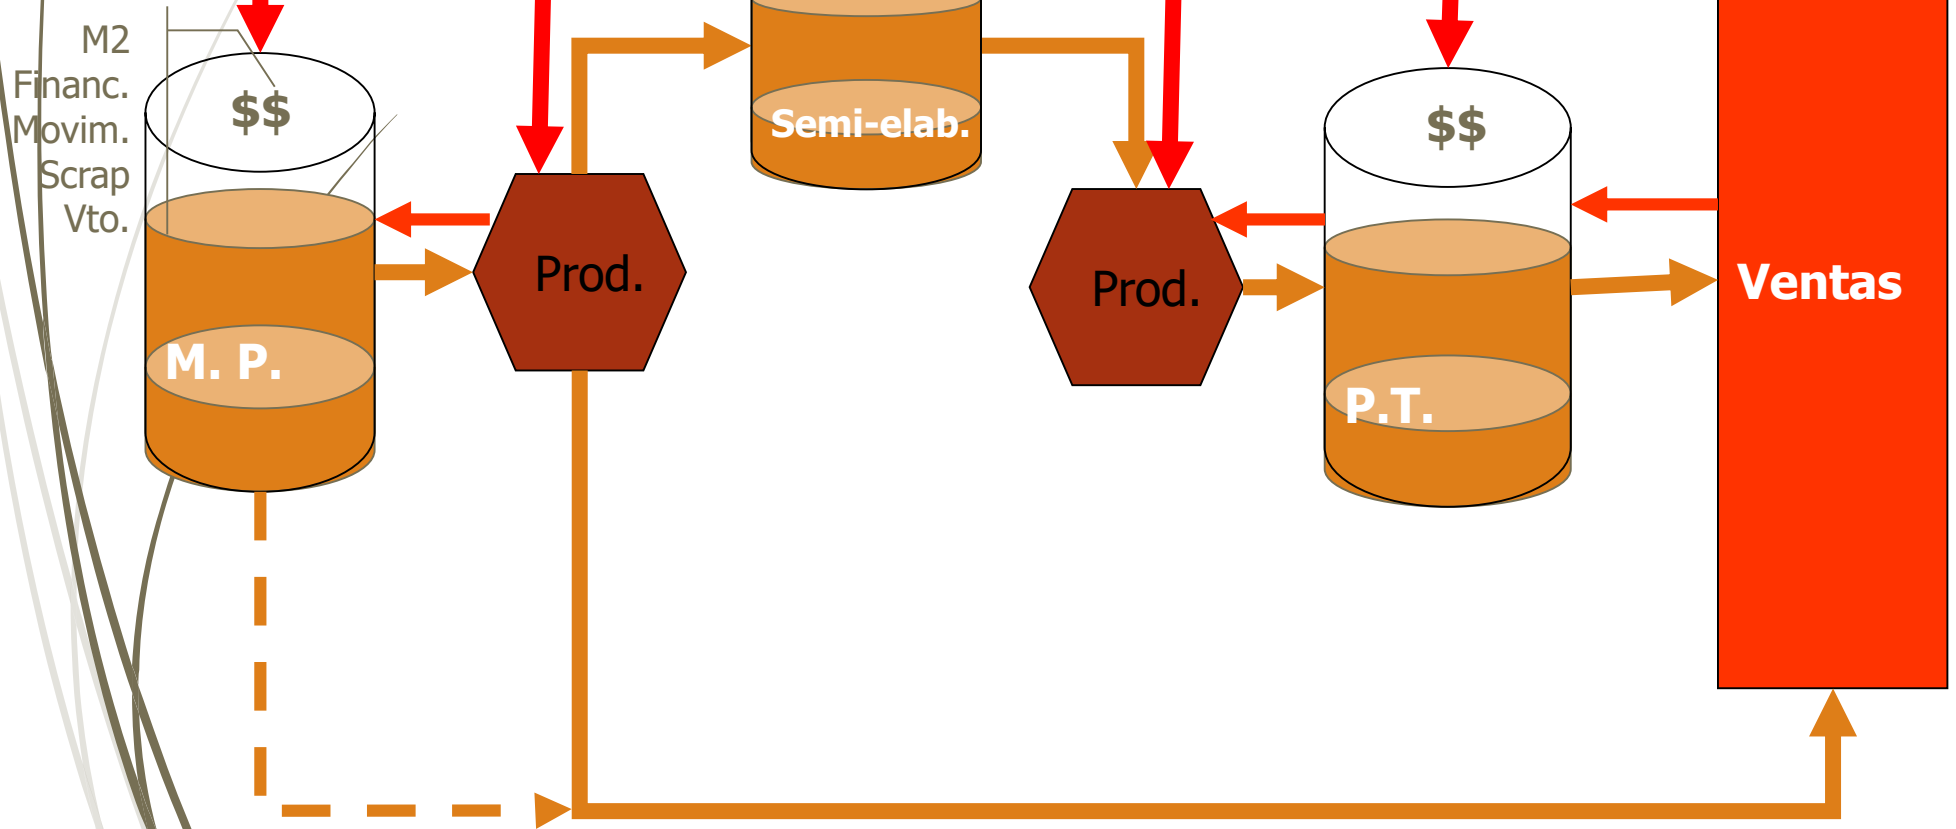 M2
Financ.
Movim.
Scrap
Vto.
$$
M. P.
Prod.
Semi-elab.
Prod.
$$
P.T.
Ventas